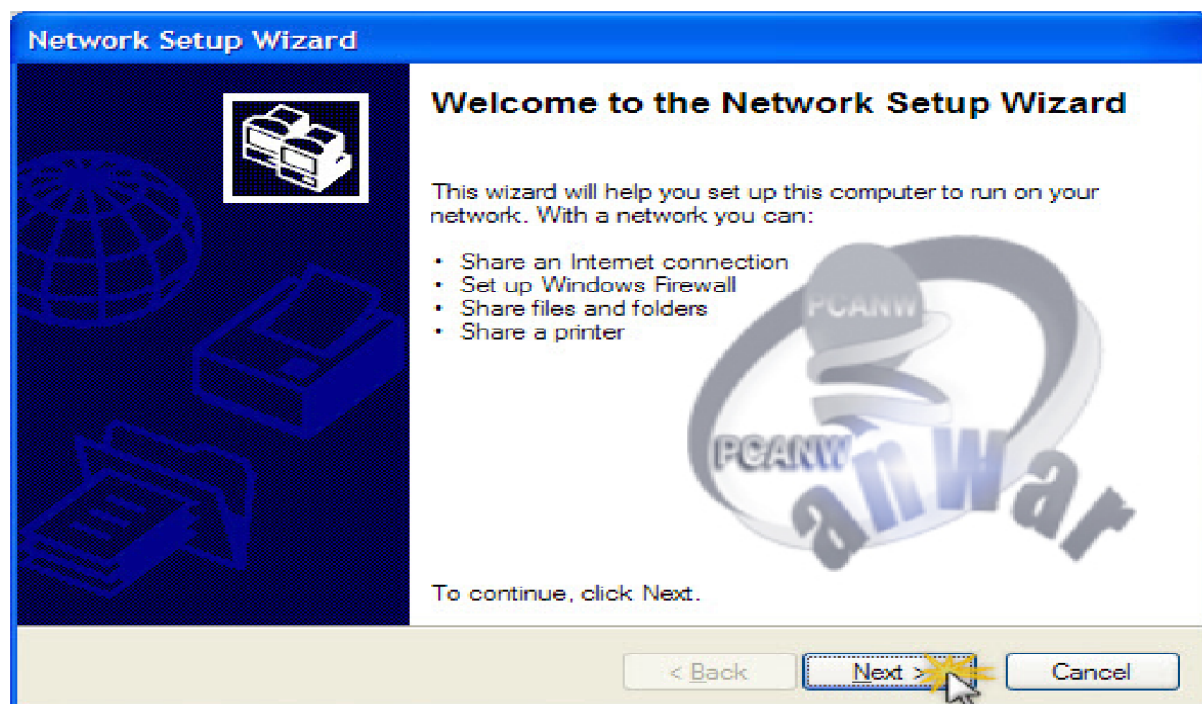 Network Setup Wizard
Welcome to the Network Setup Wizard
This wizard will help you set up this computer to run on your
network. With a network you can:
• Share an Internet connection
• Set up Windows Firewall
• Share files and folders
• Share a printer
PCANW
PCANW
anwar
To continue, click Next.
< Back
Next >
Cancel